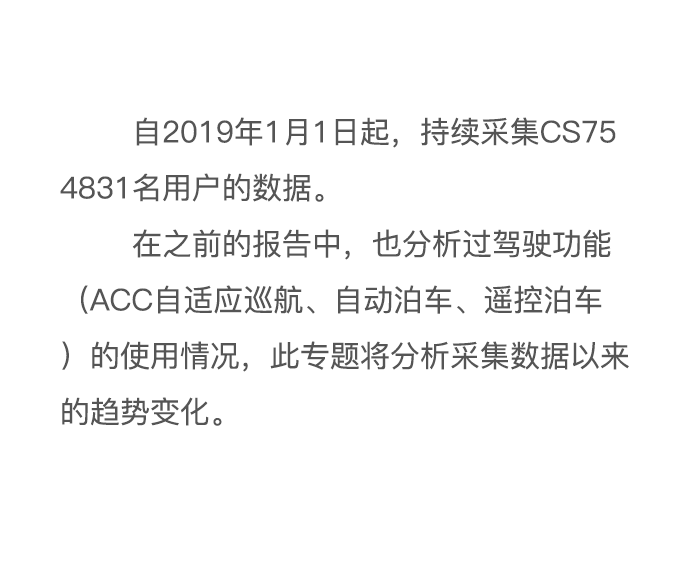 自2019年1月1日起，持续采集CS75
4831名用户的数据。
在之前的报告中，也分析过驾驶功能
（ACC自适应巡航、自动泊车、遥控泊车
）的使用情况，此专题将分析采集数据以来
的趋势变化。